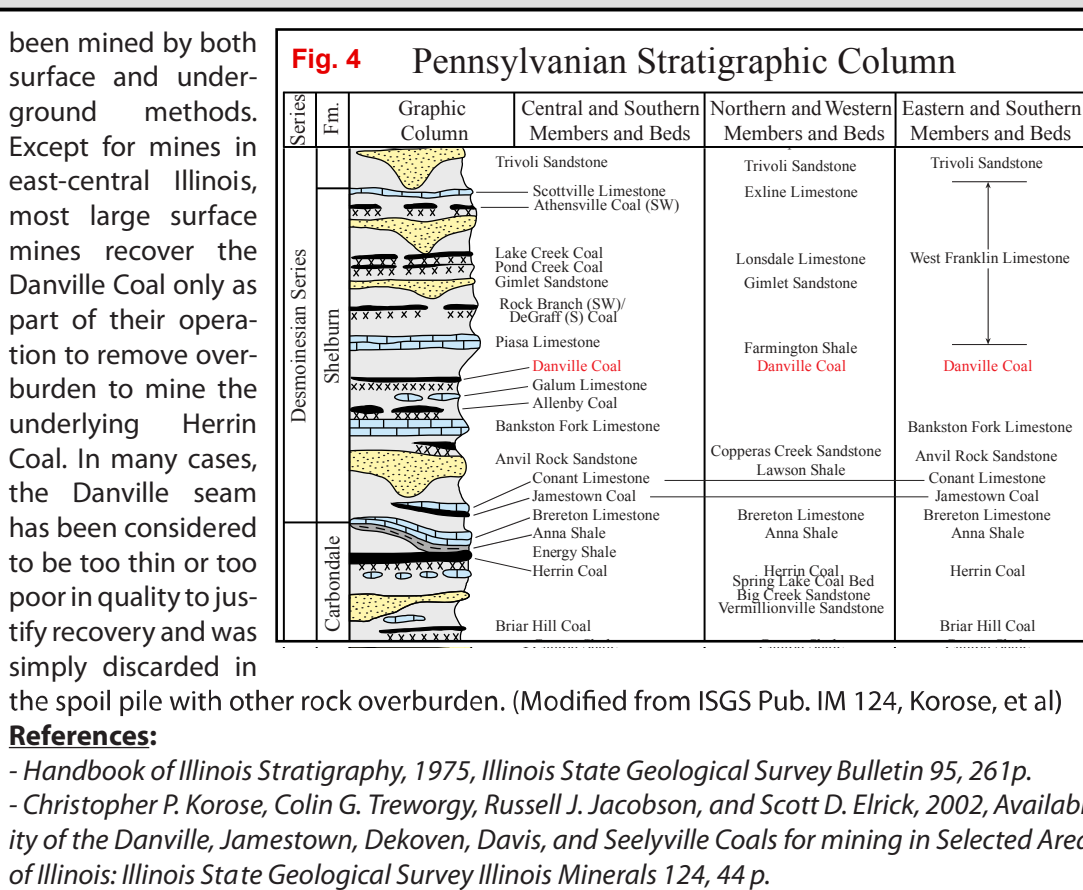 been mined by both
surface and under-
ground methods.
Except for mines in
east-central Illinois,
most large surface
mines recover the
Danville Coal only as
part of their opera-
tion to remove over-
burden to mine the
underlying Herrin
Coal. In many cases,
the Danville seam
has been considered
to be too thin or too
poor in quality to jus-
tify recovery and was
simply discarded in
the spoil pile with other rock overburden. (Modified from ISGS Pub. IM 124, Korose, et al)
Fig. 4 Pennsylvanian Stratigraphic Column
Series
Fm.
Graphic
Column
Central and Southern
Members and Beds
Northern and Western
Members and Beds
Eastern and Southern
Members and Beds
Desmoinesian Series
Shelburn
Carbondale
Trivoli Sandstone
Scottville Limestone
Athensville Coal (SW)
Lake Creek Coal
Pond Creek Coal
Gimlet Sandstone
Rock Branch (SW)/
DeGraff (S) Coal
Piasa Limestone
Danville Coal
Galum Limestone
Allenby Coal
Bankston Fork Limestone
Anvil Rock Sandstone
Conant Limestone
Jamestown Coal
Brereton Limestone
Anna Shale
Energy Shale
Herrin Coal
Briar Hill Coal
Trivoli Sandstone
Exline Limestone
Lonsdale Limestone
Gimlet Sandstone
Farmington Shale
Danville Coal
Copperas Creek Sandstone
Lawson Shale
Brereton Limestone
Anna Shale
Herrin Coal
Spring Lake Coal Bed
Big Creek Sandstone
Vermillionville Sandstone
Trivoli Sandstone
West Franklin Limestone
Danville Coal
Bankston Fork Limestone
Anvil Rock Sandstone
Conant Limestone
Jamestown Coal
Brereton Limestone
Anna Shale
Herrin Coal
Briar Hill Coal
References:
- Handbook of Illinois Stratigraphy, 1975, Illinois State Geological Survey Bulletin 95, 261p.
- Christopher P. Korose, Colin G. Treworgy, Russell J. Jacobson, and Scott D. Elrick, 2002, Availabi
ity of the Danville, Jamestown, Dekoven, Davis, and Seelyville Coals for mining in Selected Area
of Illinois: Illinois State Geological Survey Illinois Minerals 124, 44 p.